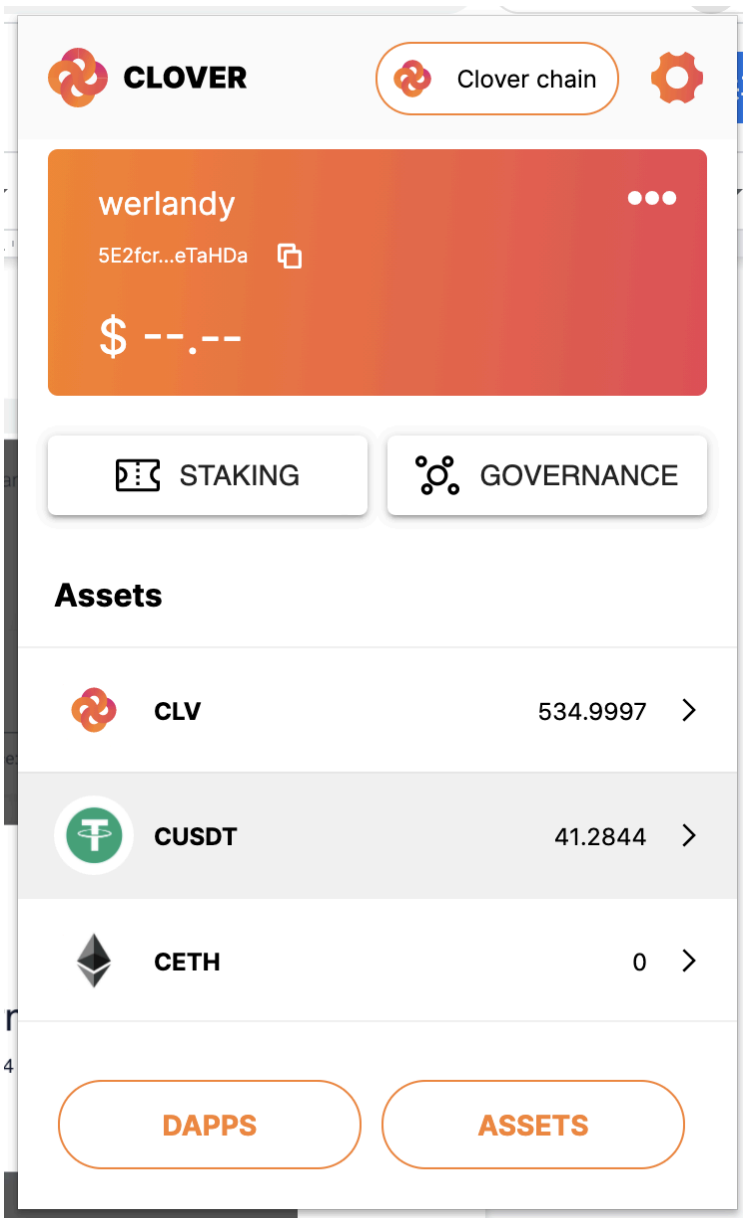 CLOVER
Clover chain
werlandy
5E2fcr...eTaHDa
$ --.--
STAKING
GOVERNANCE
Assets
CLV 534.9997
CUSDT 41.2844
CETH 0
4
DAPPS
ASSETS